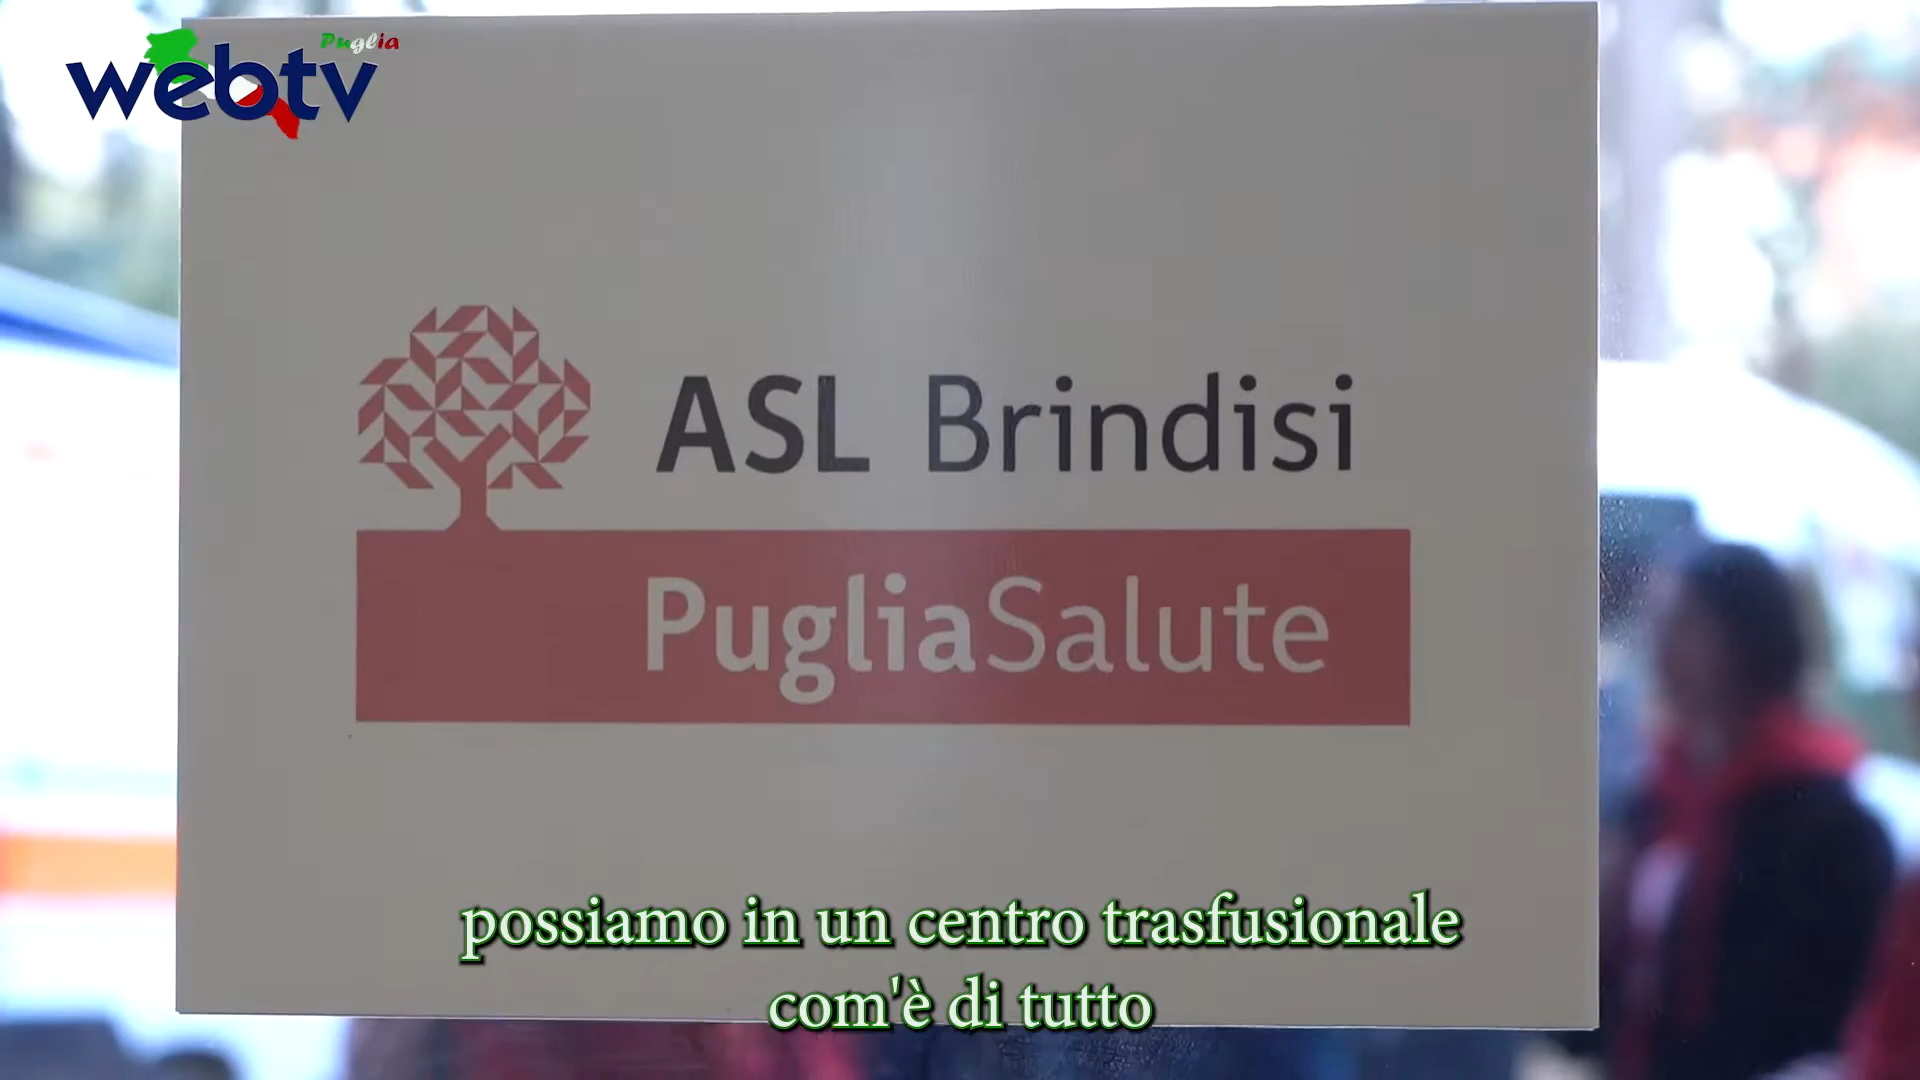 Puglia
webtv
ASL Brindisi
PugliaSalute
possiamo in un centro trasfusionale
com'è di tutto